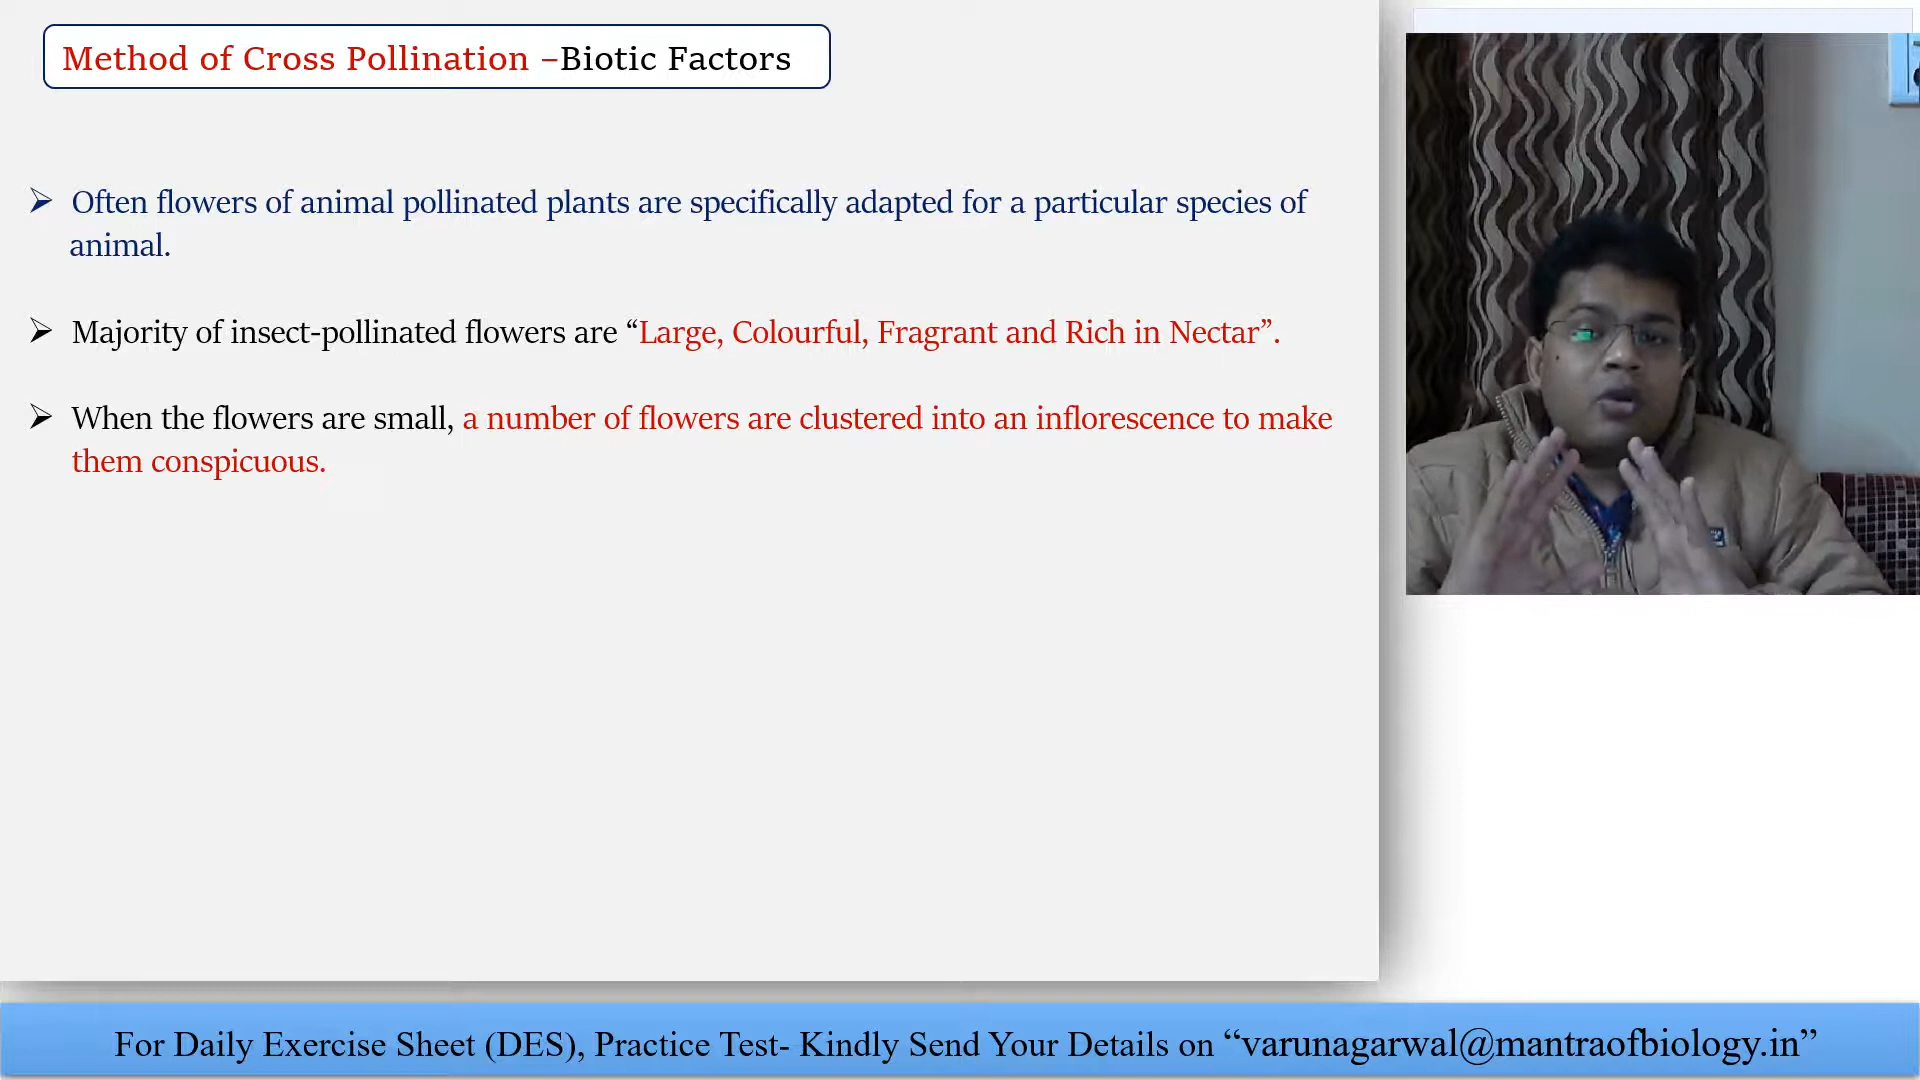 Method of Cross Pollination –Biotic Factors
➢ Often flowers of animal pollinated plants are specifically adapted for a particular species of
animal.
➢ Majority of insect-pollinated flowers are “Large, Colourful, Fragrant and Rich in Nectar”.
➢ When the flowers are small, a number of flowers are clustered into an inflorescence to make
them conspicuous.
For Daily Exercise Sheet (DES), Practice Test- Kindly Send Your Details on “varunagarwal@mantraofbiology.in”